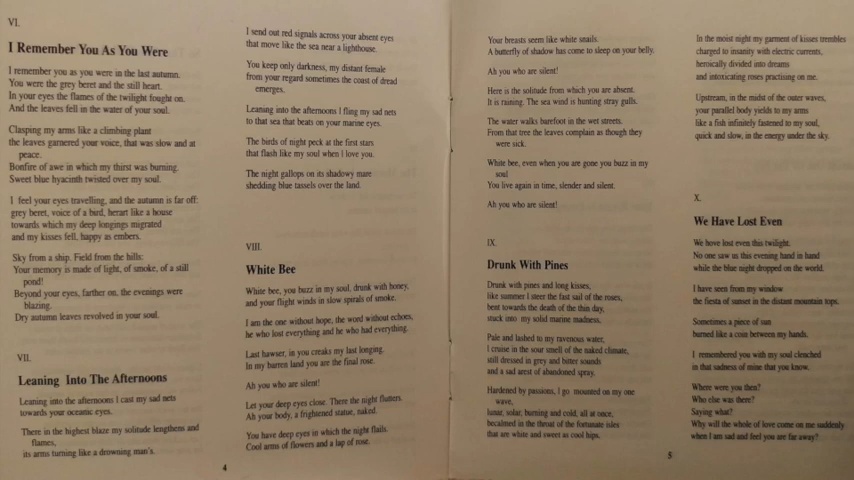 VI.
I Remember You As You Were
I remember you as you were in the last autumn.
You were the grey beret and the still heart.
In your eyes the flames of the twilight fought on.
And the leaves fell in the water of your soul.
Clasping my arms like a climbing plant
the leaves garnered your voice, that was slow and at
peace.
Bonfire of awe in which my thirst was burning.
Sweet blue hyacinth twisted over my soul.
I feel your eyes travelling, and the autumn is far off:
grey beret, voice of a bird, herart like a house
towards which my deep longings migrated
and my kisses fell, happy as embers.
Sky from a ship. Field from the hills:
Your memory is made of light, of smoke, of a still
pond!
Beyond your eyes, farther on, the evenings were
blazing.
Dry autumn leaves revolved in your soul.
VII.
Leaning Into The Afternoons
Leaning into the afternoons I cast my sad nets
towards your oceanic eyes.
There in the highest blaze my solitude lengthens and
flames,
its arms turning like a drowning man's.
I send out red signals across your absent eyes
that move like the sea near a lighthouse.
You keep only darkness, my distant female
from your regard sometimes the coast of dread
emerges.
Leaning into the afternoons I fling my sad nets
to that sea that beats on your marine eyes.
The birds of night peck at the first stars
that flash like my soul when I love you.
The night gallops on its shadowy mare
shedding blue tassels over the land.
VIII.
White Bee
White bee, you buzz in my soul, drunk with honey,
and your flight winds in slow spirals of smoke.
I am the one without hope, the word without echoes,
he who lost everything and he who had everything.
Last hawser, in you creaks my last longing.
In my barren land you are the final rose.
Ah you who are silent!
Let your deep eyes close. There the night flutters.
Ah your body, a frightened statue, naked.
You have deep eyes in which the night flails.
Cool arms of flowers and a lap of rose.
4
Your breasts seem like white snails.
A butterfly of shadow has come to sleep on your belly.
Ah you who are silent!
Here is the solitude from which you are absent.
It is raining. The sea wind is hunting stray gulls.
The water walks barefoot in the wet streets.
From that tree the leaves complain as though they
were sick.
White bee, even when you are gone you buzz in my
soul
You live again in time, slender and silent.
Ah you who are silent!
IX.
Drunk With Pines
Drunk with pines and long kisses,
like summer I steer the fast sail of the roses,
bent towards the death of the thin day,
stuck into my solid marine madness.
Pale and lashed to my ravenous water,
I cruise in the sour smell of the naked climate,
still dressed in grey and bitter sounds
and a sad arest of abandoned spray.
Hardened by passions, I go mounted on my one
wave,
lunar, solar, burning and cold, all at once,
becalmed in the throat of the fortunate isles
that are white and sweet as cool hips.
In the moist night my garment of kisses trembles
charged to insanity with electric currents,
heroically divided into dreams
and intoxicating roses practising on me.
Upstream, in the midst of the outer waves,
your parallel body yields to my arms
like a fish infinitely fastened to my soul,
quick and slow, in the energy under the sky.
X.
We Have Lost Even
We have lost even this twilight.
No one saw us this evening hand in hand
while the blue night dropped on the world.
I have seen from my window
the fiesta of sunset in the distant mountain tops.
Sometimes a piece of sun
burned like a coin between my hands.
I remembered you with my soul clenched
in that sadness of mine that you know.
Where were you then?
Who else was there?
Saying what?
Why will the whole of love come on me suddenly
when I am sad and feel you are far away?
5